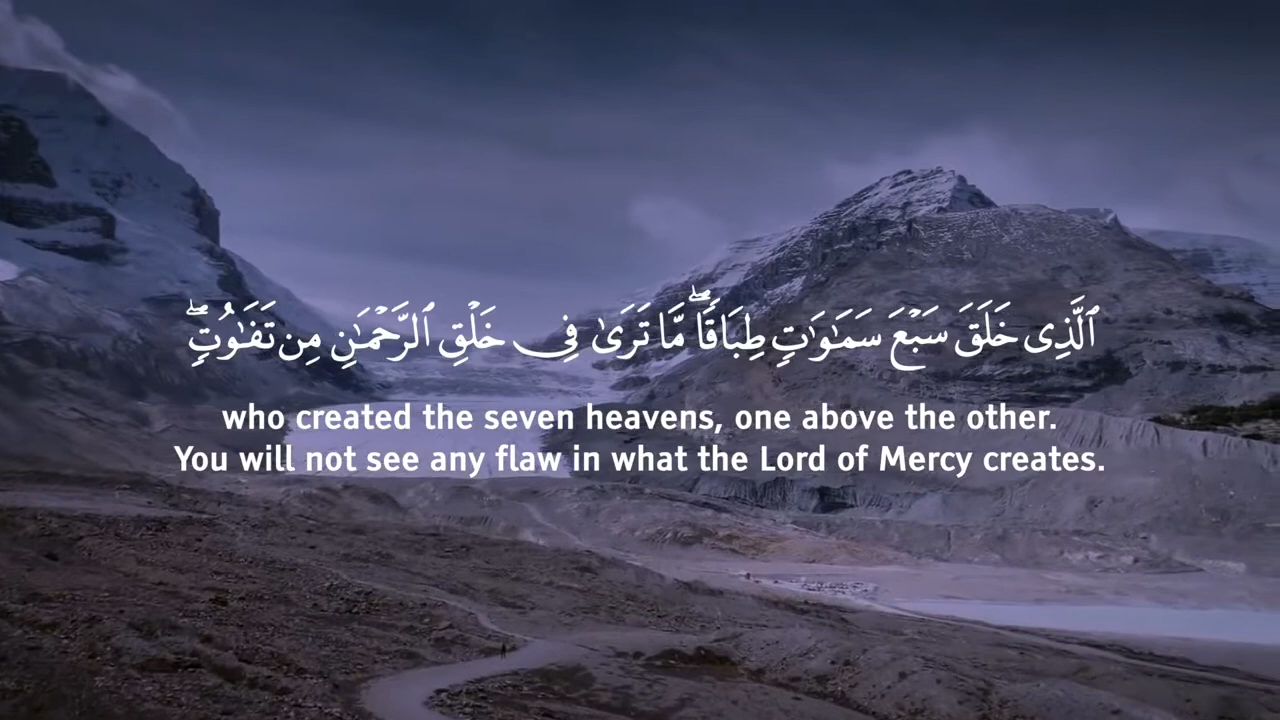 ٱلَّذِى خَلَقَ سَبْعَ سَمَـٰوَٰتٍ طِبَاقًا ۖ مَّا تَرَىٰ فِى خَلْقِ ٱلرَّحْمَـٰنِ مِن تَفَـٰوُتٍ ۖ
who created the seven heavens, one above the other.
You will not see any flaw in what the Lord of Mercy creates.